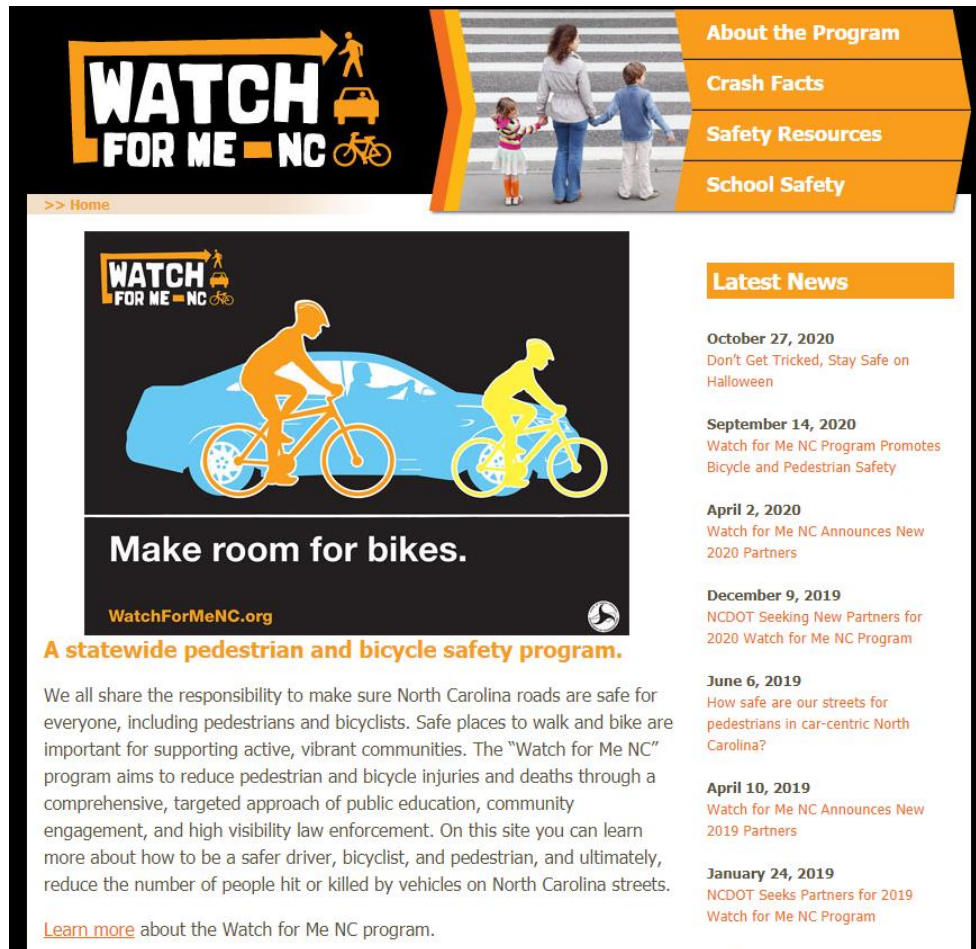 WATCH
FOR ME - NC
About the Program
Crash Facts
Safety Resources
School Safety
>> Home
WATCH
FOR ME - NC
Make room for bikes.
WatchForMeNC.org
A statewide pedestrian and bicycle safety program.
We all share the responsibility to make sure North Carolina roads are safe for
everyone, including pedestrians and bicyclists. Safe places to walk and bike are
important for supporting active, vibrant communities. The “Watch for Me NC”
program aims to reduce pedestrian and bicycle injuries and deaths through a
comprehensive, targeted approach of public education, community
engagement, and high visibility law enforcement. On this site you can learn
more about how to be a safer driver, bicyclist, and pedestrian, and ultimately,
reduce the number of people hit or killed by vehicles on North Carolina streets.
Learn more about the Watch for Me NC program.
Latest News
October 27, 2020
Don’t Get Tricked, Stay Safe on
Halloween
September 14, 2020
Watch for Me NC Program Promotes
Bicycle and Pedestrian Safety
April 2, 2020
Watch for Me NC Announces New
2020 Partners
December 9, 2019
NCDOT Seeking New Partners for
2020 Watch for Me NC Program
June 6, 2019
How safe are our streets for
pedestrians in car-centric North
Carolina?
April 10, 2019
Watch for Me NC Announces New
2019 Partners
January 24, 2019
NCDOT Seeks Partners for 2019
Watch for Me NC Program